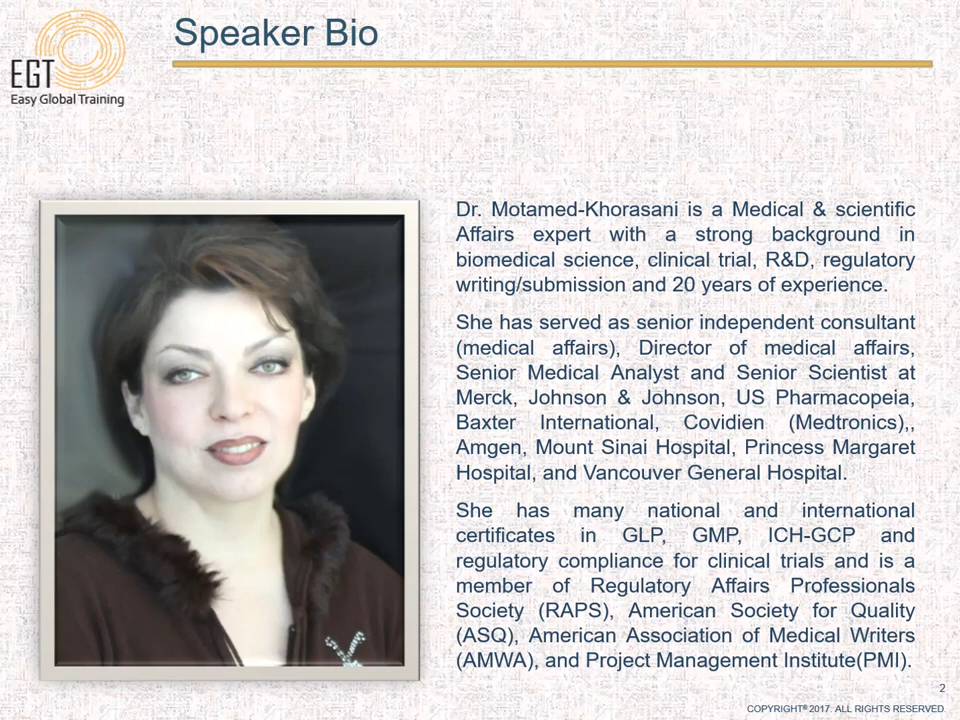 Speaker Bio
EGT
Easy Global Training
Dr. Motamed-Khorasani is a Medical & scientific
Affairs expert with a strong background in
biomedical science, clinical trial, R&D, regulatory
writing/submission and 20 years of experience.
She has served as senior independent consultant
(medical affairs), Director of medical affairs,
Senior Medical Analyst and Senior Scientist at
Merck, Johnson & Johnson, US Pharmacopeia,
Baxter International, Covidien (Medtronics),,
Amgen, Mount Sinai Hospital, Princess Margaret
Hospital, and Vancouver General Hospital.
She has many national and international
certificates in GLP, GMP, ICH-GCP and
regulatory compliance for clinical trials and is a
member of Regulatory Affairs Professionals
Society (RAPS), American Society for Quality
(ASQ), American Association of Medical Writers
(AMWA), and Project Management Institute(PMI).
2
COPYRIGHT® 2017. ALL RIGHTS RESERVED.